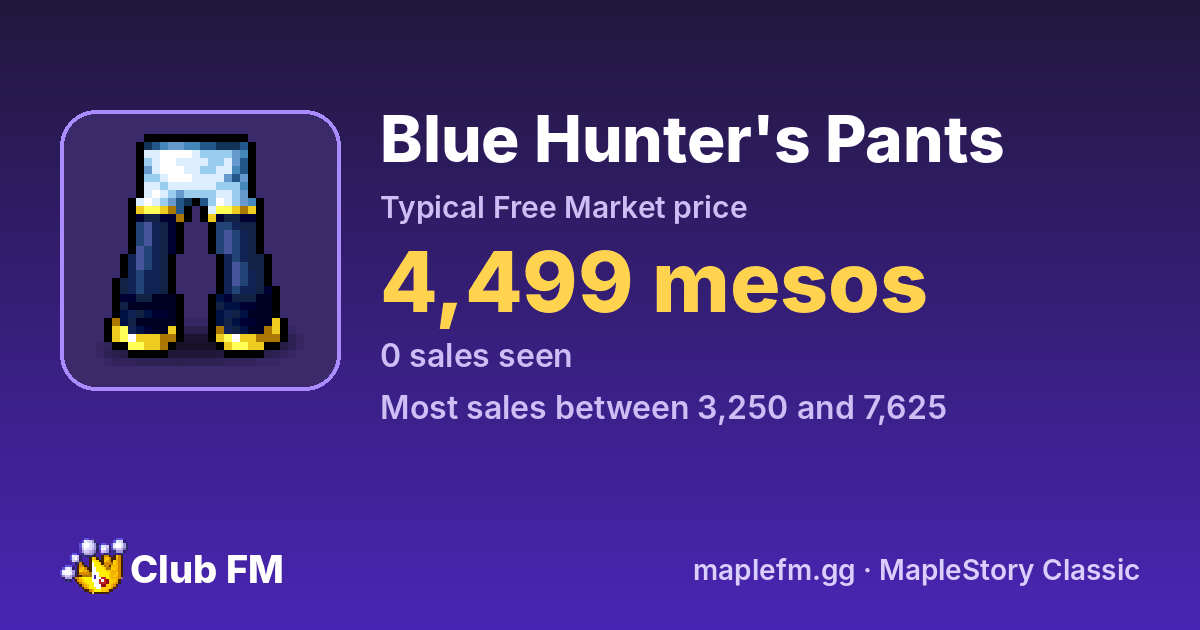 Blue Hunter's Pants
Typical Free Market price
4,499 mesos
0 sales seen
Most sales between 3,250 and 7,625
Club FM
maplefm.gg · MapleStory Classic